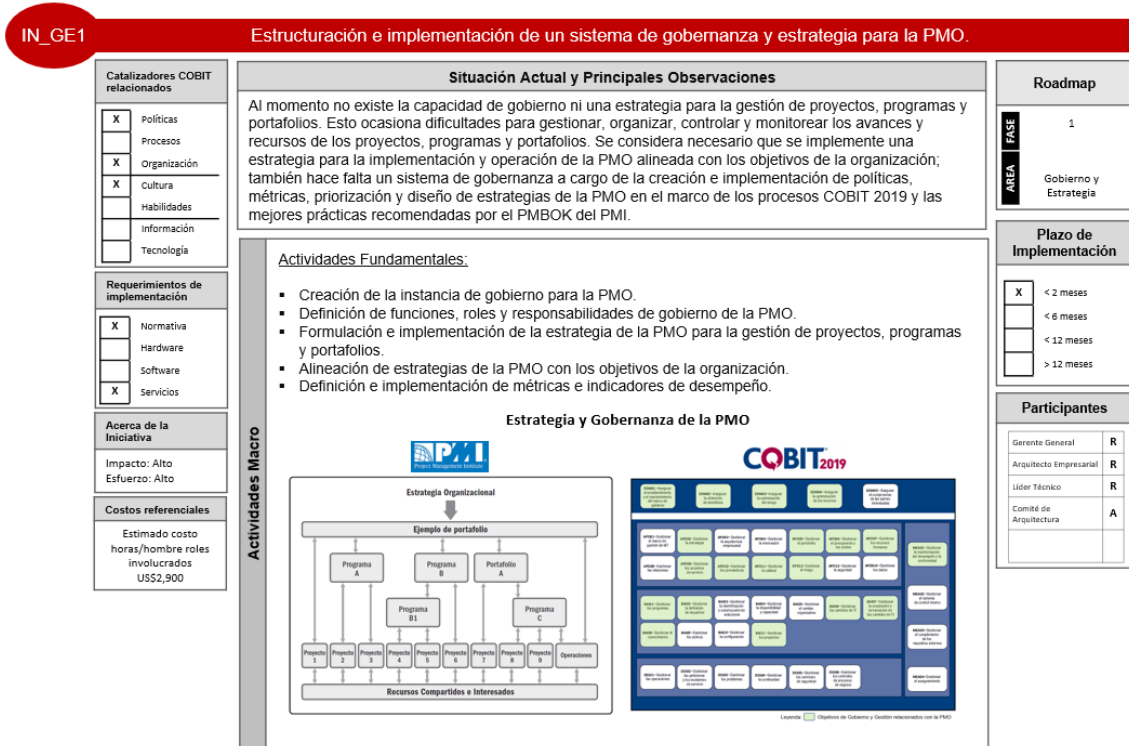 IN_GE1
Estructuración e implementación de un sistema de gobernanza y estrategia para la PMO.
Catalizadores COBIT
relacionados
X Políticas
Procesos
X Organización
X Cultura
Habilidades
Información
Tecnología
Requerimientos de
implementación
X Normativa
Hardware
Software
X Servicios
Acerca de la
Iniciativa
Impacto: Alto
Esfuerzo: Alto
Costos referenciales
Estimado costo
horas/hombre roles
involucrados
US$2,900
Situación Actual y Principales Observaciones
Al momento no existe la capacidad de gobierno ni una estrategia para la gestión de proyectos, programas y
portafolios. Esto ocasiona dificultades para gestionar, organizar, controlar y monitorear los avances y
recursos de los proyectos, programas y portafolios. Se considera necesario que se implemente una
estrategia para la implementación y operación de la PMO alineada con los objetivos de la organización;
también hace falta un sistema de gobernanza a cargo de la creación e implementación de políticas,
métricas, priorización y diseño de estrategias de la PMO en el marco de los procesos COBIT 2019 y las
mejores prácticas recomendadas por el PMBOK del PMI.
Actividades Macro
Actividades Fundamentales:
▪ Creación de la instancia de gobierno para la PMO.
▪ Definición de funciones, roles y responsabilidades de gobierno de la PMO.
▪ Formulación e implementación de la estrategia de la PMO para la gestión de proyectos, programas
y portafolios.
▪ Alineación de estrategias de la PMO con los objetivos de la organización.
▪ Definición e implementación de métricas e indicadores de desempeño.
Estrategia y Gobernanza de la PMO
PMI
Project Management Institute
Estrategia Organizacional
Ejemplo de portafolio
Programa
A
Programa
B
Portafolio
A
Programa
B1
Programa
C
Proyecto
1
Proyecto
2
Proyecto
3
Proyecto
4
Proyecto
5
Proyecto
6
Proyecto
7
Proyecto
8
Proyecto
9
Operaciones
Recursos Compartidos e Interesados
COBIT 2019
Leyenda: Objetivos de Gobierno y Gestión relacionados con la PMO
Roadmap
FASE
1
AREA
Gobierno y
Estrategia
Plazo de
Implementación
X < 2 meses
< 6 meses
< 12 meses
> 12 meses
Participantes
Gerente General R
Arquitecto Empresarial R
Líder Técnico R
Comité de
Arquitectura A